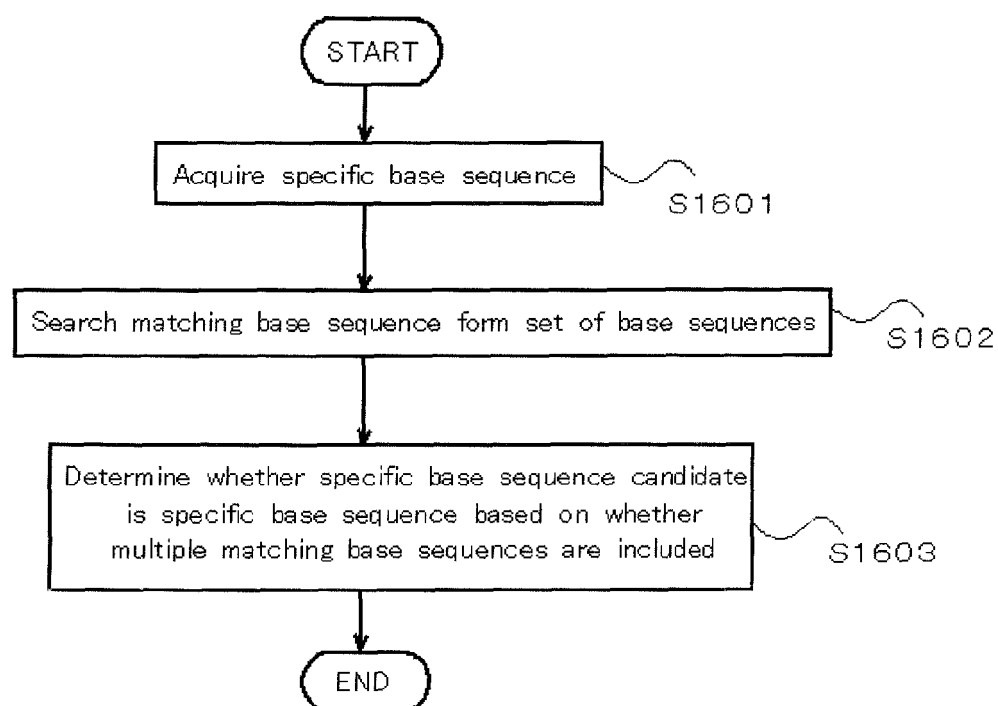 START
Acquire specific base sequence
S1601
Search matching base sequence form set of base sequences
S1602
Determine whether specific base sequence candidate
is specific base sequence based on whether
multiple matching base sequences are included
S1603
END